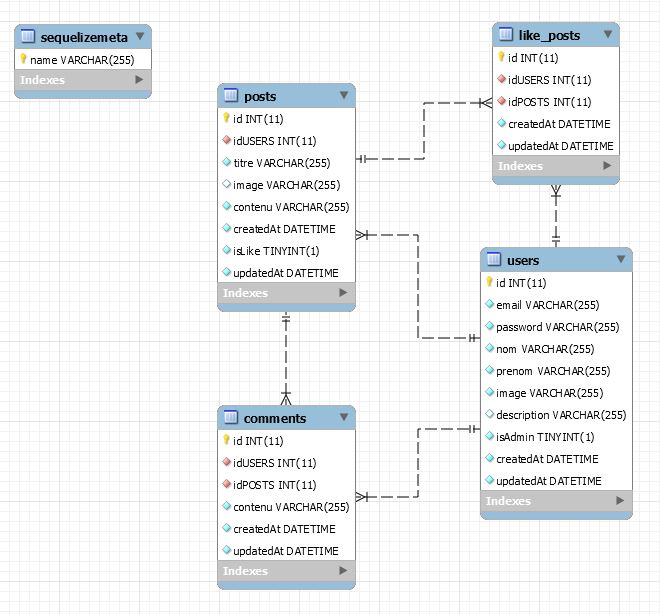 sequelizemeta
name VARCHAR(255)
Indexes
posts
id INT(11)
idUSERS INT(11)
titre VARCHAR(255)
image VARCHAR(255)
contenu VARCHAR(255)
createdAt DATETIME
isLike TINYINT(1)
updatedAt DATETIME
Indexes
like_posts
id INT(11)
idUSERS INT(11)
idPOSTS INT(11)
createdAt DATETIME
updatedAt DATETIME
Indexes
users
id INT(11)
email VARCHAR(255)
password VARCHAR(255)
nom VARCHAR(255)
prenom VARCHAR(255)
image VARCHAR(255)
description VARCHAR(255)
isAdmin TINYINT(1)
createdAt DATETIME
updatedAt DATETIME
Indexes
comments
id INT(11)
idUSERS INT(11)
idPOSTS INT(11)
contenu VARCHAR(255)
createdAt DATETIME
updatedAt DATETIME
Indexes